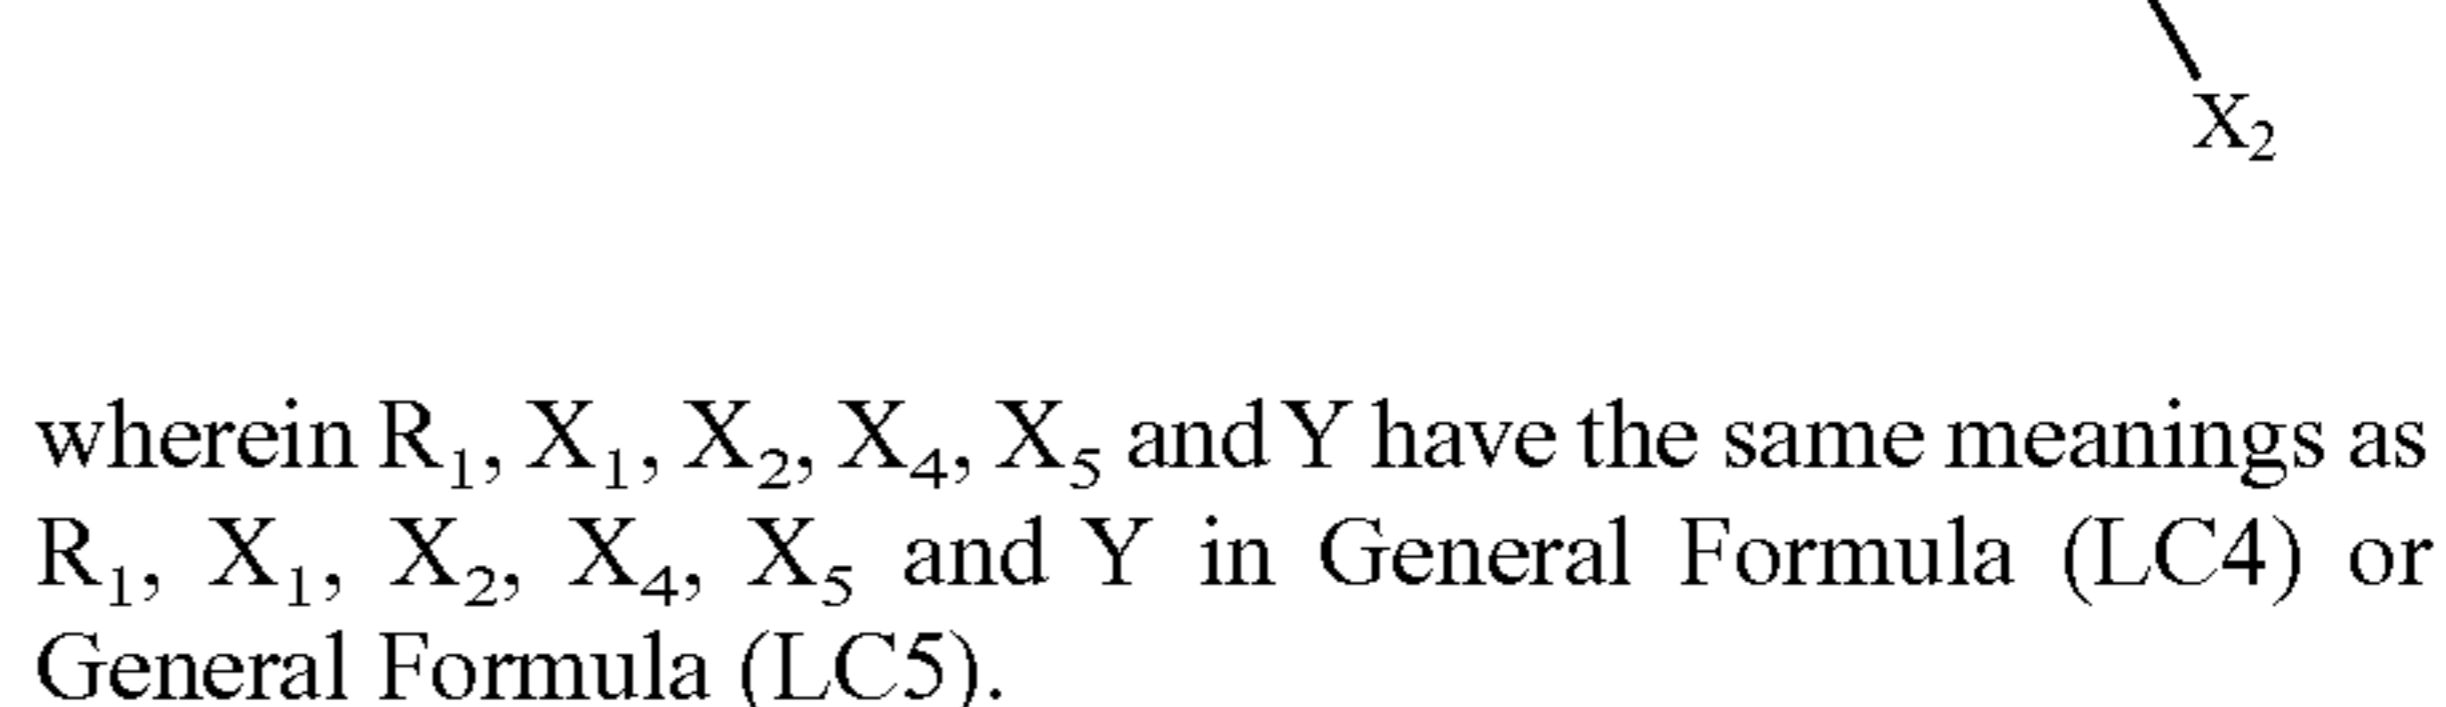 X₂
wherein R₁, X₁, X₂, X₄, X₅ and Y have the same meanings as
R₁, X₁, X₂, X₄, X₅ and Y in General Formula (LC4) or
General Formula (LC5).